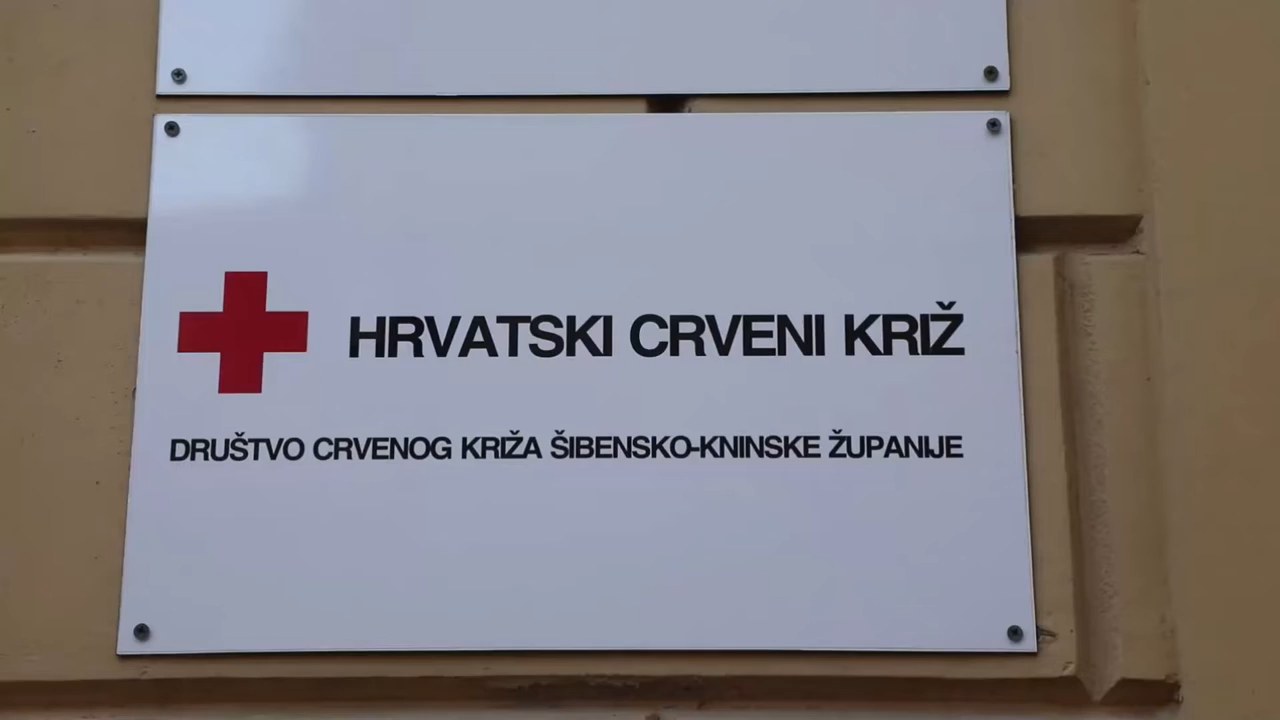 HRVATSKI CRVENI KRIŽ
DRUŠTVO CRVENOG KRIŽA ŠIBENSKO-KNINSKE ŽUPANIJE